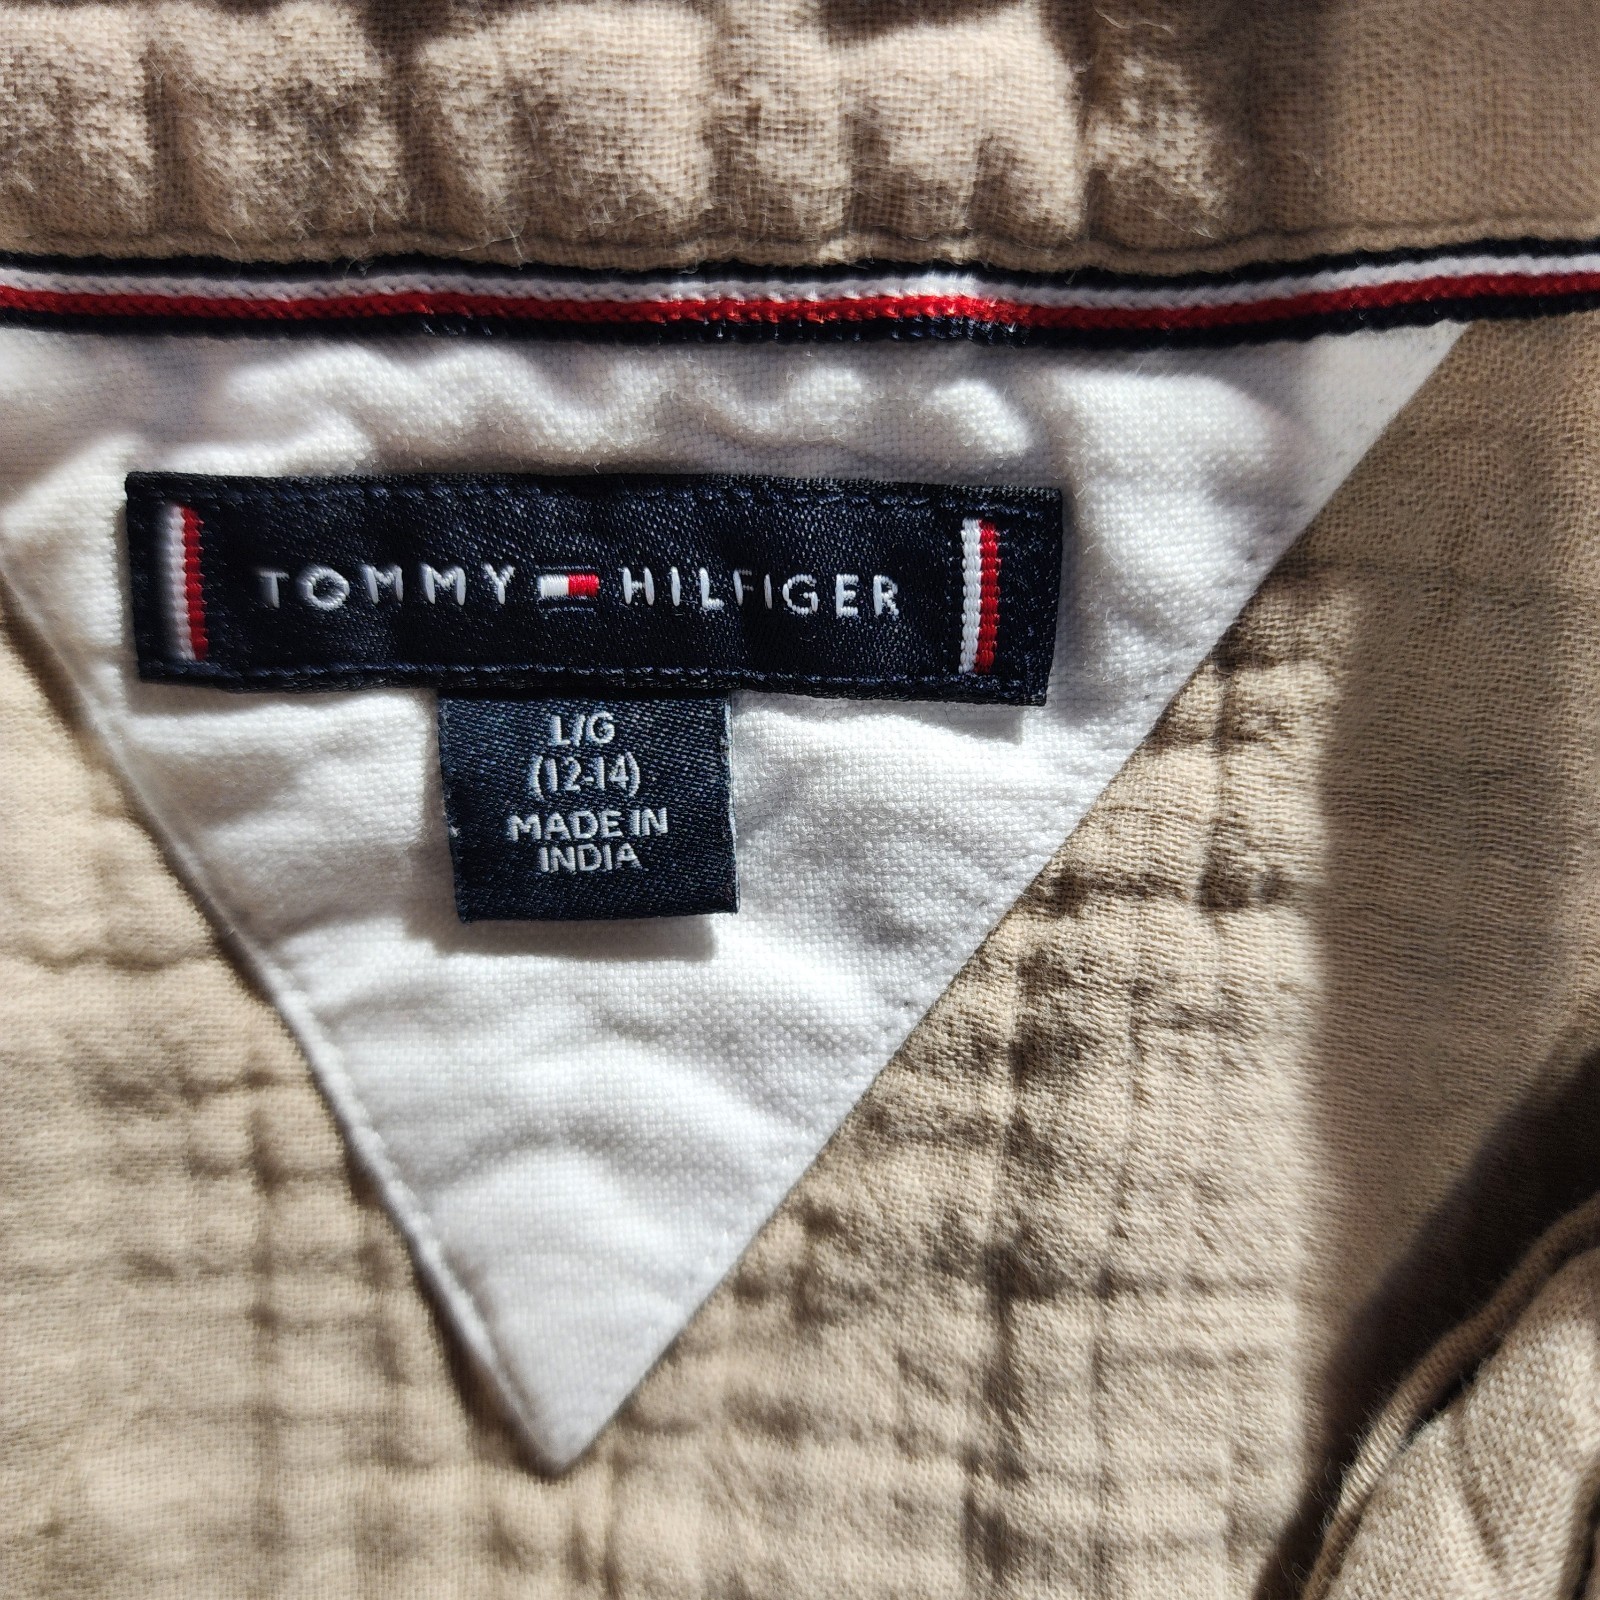 TOMMY HILFIGER
L/G
(12-14)
MADE IN
INDIA